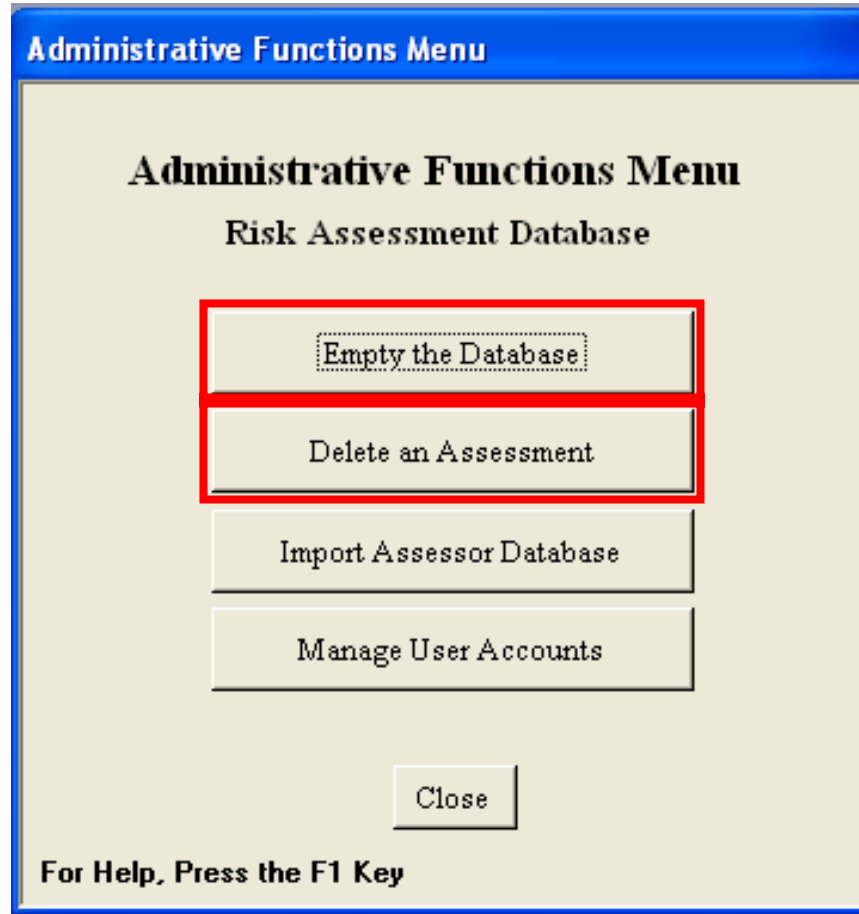 Administrative Functions Menu
Administrative Functions Menu
Risk Assessment Database
Empty the Database
Delete an Assessment
Import Assessor Database
Manage User Accounts
Close
For Help, Press the F1 Key